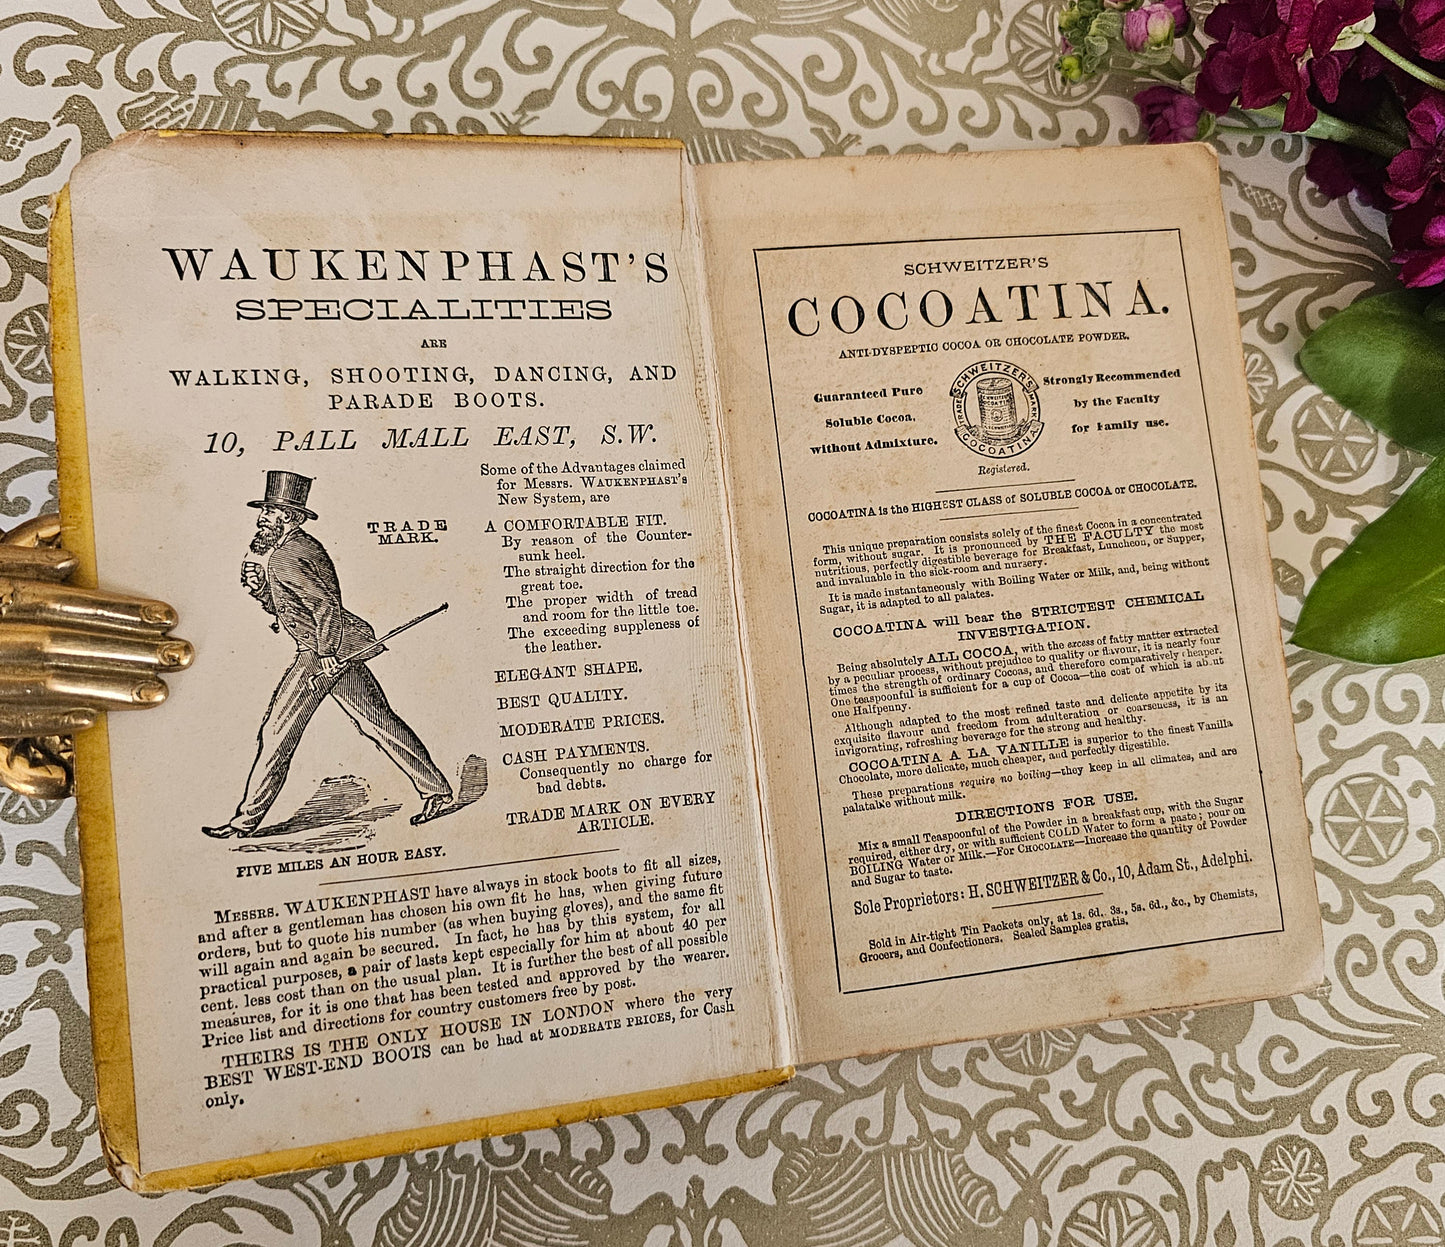 WAUKENPHAST'S
SPECIALITIES
ARE
WALKING, SHOOTING, DANCING, AND
PARADE BOOTS.
10, PALL MALL EAST, S.W.
TRADE
MARK.
Some of the Advantages claimed
for Messrs. WAUKENPHAST'S
New System, are
A COMFORTABLE FIT.
By reason of the Counter-
sunk heel.
The straight direction for the
great toe.
The proper width of tread
and room for the little toe.
The exceeding suppleness of
the leather.
ELEGANT SHAPE.
BEST QUALITY.
MODERATE PRICES.
CASH PAYMENTS.
Consequently no charge for
bad debts.
TRADE MARK ON EVERY
ARTICLE.
FIVE MILES AN HOUR EASY.
MESSRS. WAUKENPHAST have always in stock boots to fit all sizes,
and after a gentleman has chosen his own fit he has, when giving future
orders, but to quote his number (as when buying gloves), and the same fit
will again and again be secured. In fact, he has by this system, for all
practical purposes, a pair of lasts kept especially for him at about 40 per
cent. less cost than on the usual plan. It is further the best of all possible
measures, for it is one that has been tested and approved by the wearer.
Price list and directions for country customers free by post.
THEIRS IS THE ONLY HOUSE IN LONDON where the very
BEST WEST-END BOOTS can be had at MODERATE PRICES, for Cash
only.
SCHWEITZER'S
COCOATINA.
ANTI-DYSPEPTIC COCOA OR CHOCOLATE POWDER.
Guaranteed Pure
Soluble Cocoa,
without Admixture.
SCHWEITZER'S
TRADE MARK
COCOATINA
Registered.
Strongly Recommended
by the Faculty
for Family use.
COCOATINA is the HIGHEST CLASS of SOLUBLE COCOA or CHOCOLATE.
This unique preparation consists solely of the finest Cocoa in a concentrated
form, without sugar. It is pronounced by THE FACULTY the most
nutritious, perfectly digestible beverage for Breakfast, Luncheon, or Supper,
and invaluable in the sick-room and nursery.
It is made instantaneously with Boiling Water or Milk, and, being without
Sugar, it is adapted to all palates.
COCOATINA will bear the STRICTEST CHEMICAL
INVESTIGATION.
Being absolutely ALL COCOA, with the excess of fatty matter extracted
by a peculiar process, without prejudice to quality or flavour, it is nearly four
times the strength of ordinary Cocoas, and therefore comparatively cheaper.
One teaspoonful is sufficient for a cup of Cocoa—the cost of which is about
one Halfpenny.
Although adapted to the most refined taste and delicate appetite by its
exquisite flavour and freedom from adulteration or coarseness, it is an
invigorating, refreshing beverage for the strong and healthy.
COCOATINA A LA VANILLE is superior to the finest Vanilla
Chocolate, more delicate, much cheaper, and perfectly digestible.
These preparations require no boiling—they keep in all climates, and are
palatable without milk.
DIRECTIONS FOR USE.
Mix a small Teaspoonful of the Powder in a breakfast cup, with the Sugar
required, either dry, or with sufficient COLD Water to form a paste; pour on
BOILING Water or Milk.—For CHOCOLATE—Increase the quantity of Powder
and Sugar to taste.
Sole Proprietors: H. SCHWEITZER & Co., 10, Adam St., Adelphi.
Sold in Air-tight Tin Packets only, at 1s. 6d. 3s., 5s. 6d., &c., by Chemists,
Grocers, and Confectioners. Sealed Samples gratis.